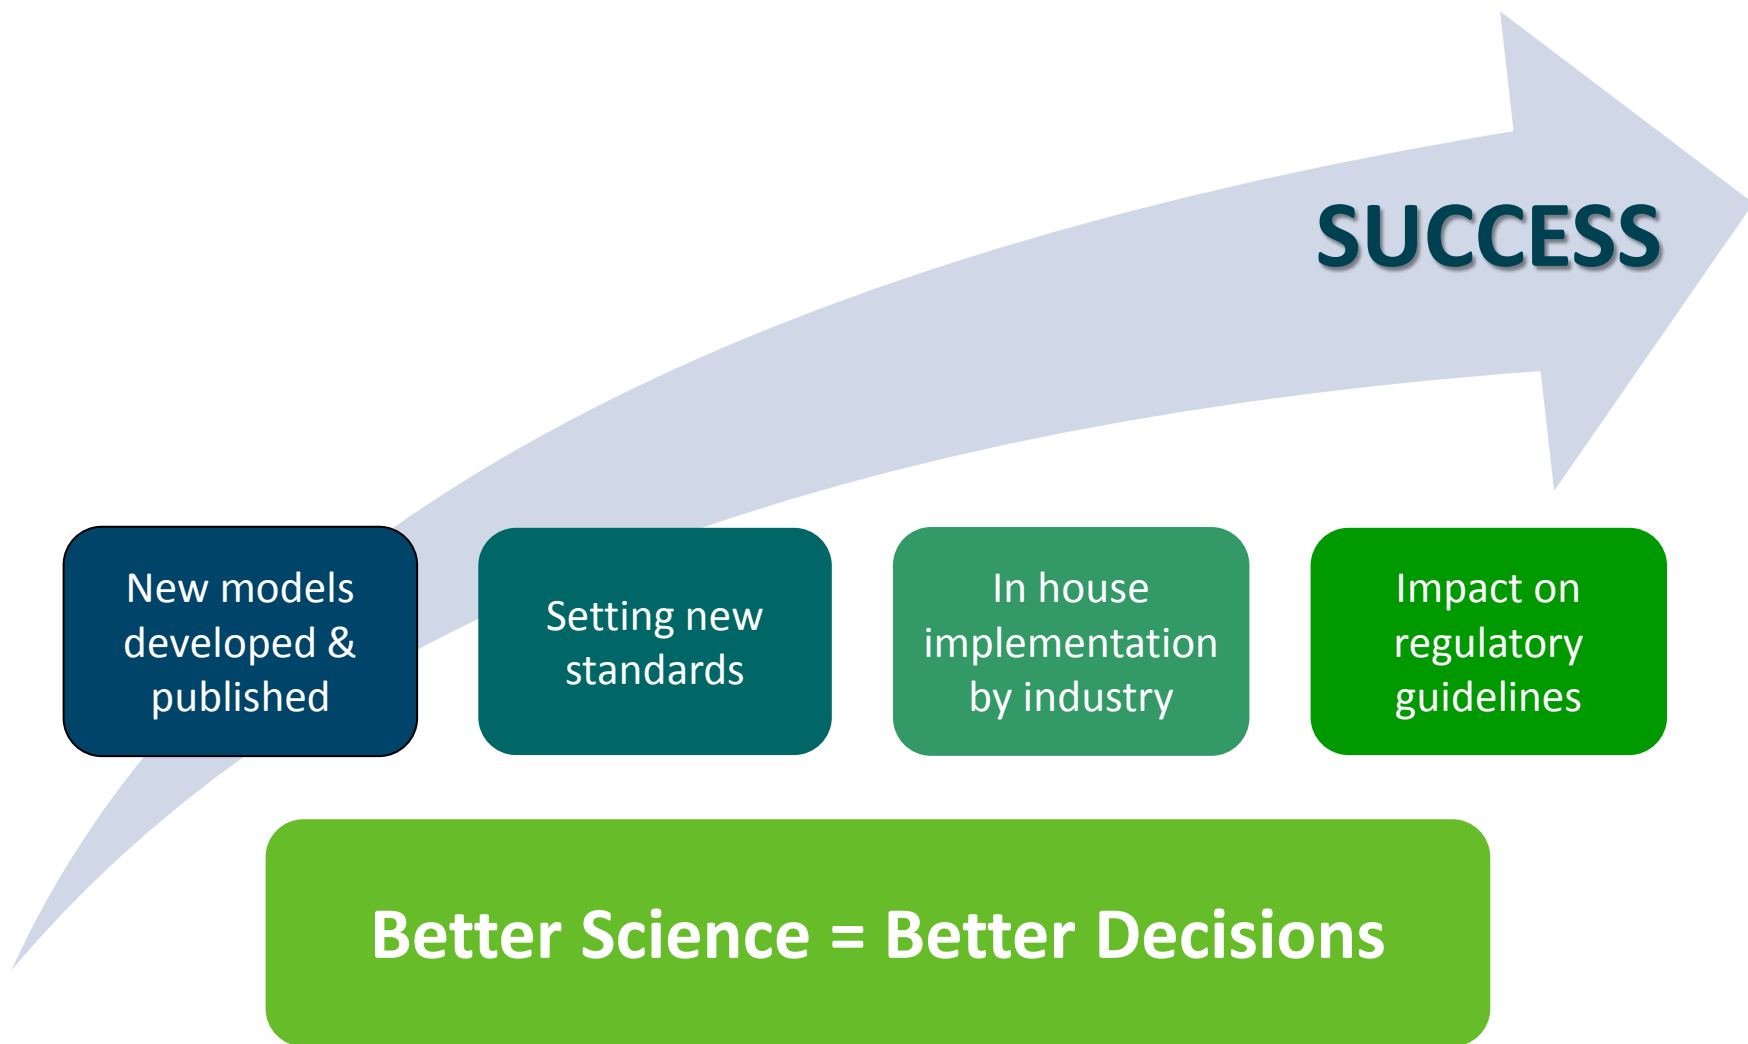 SUCCESS
New models
developed &
published
Setting new
standards
In house
implementation
by industry
Impact on
regulatory
guidelines
Better Science = Better Decisions